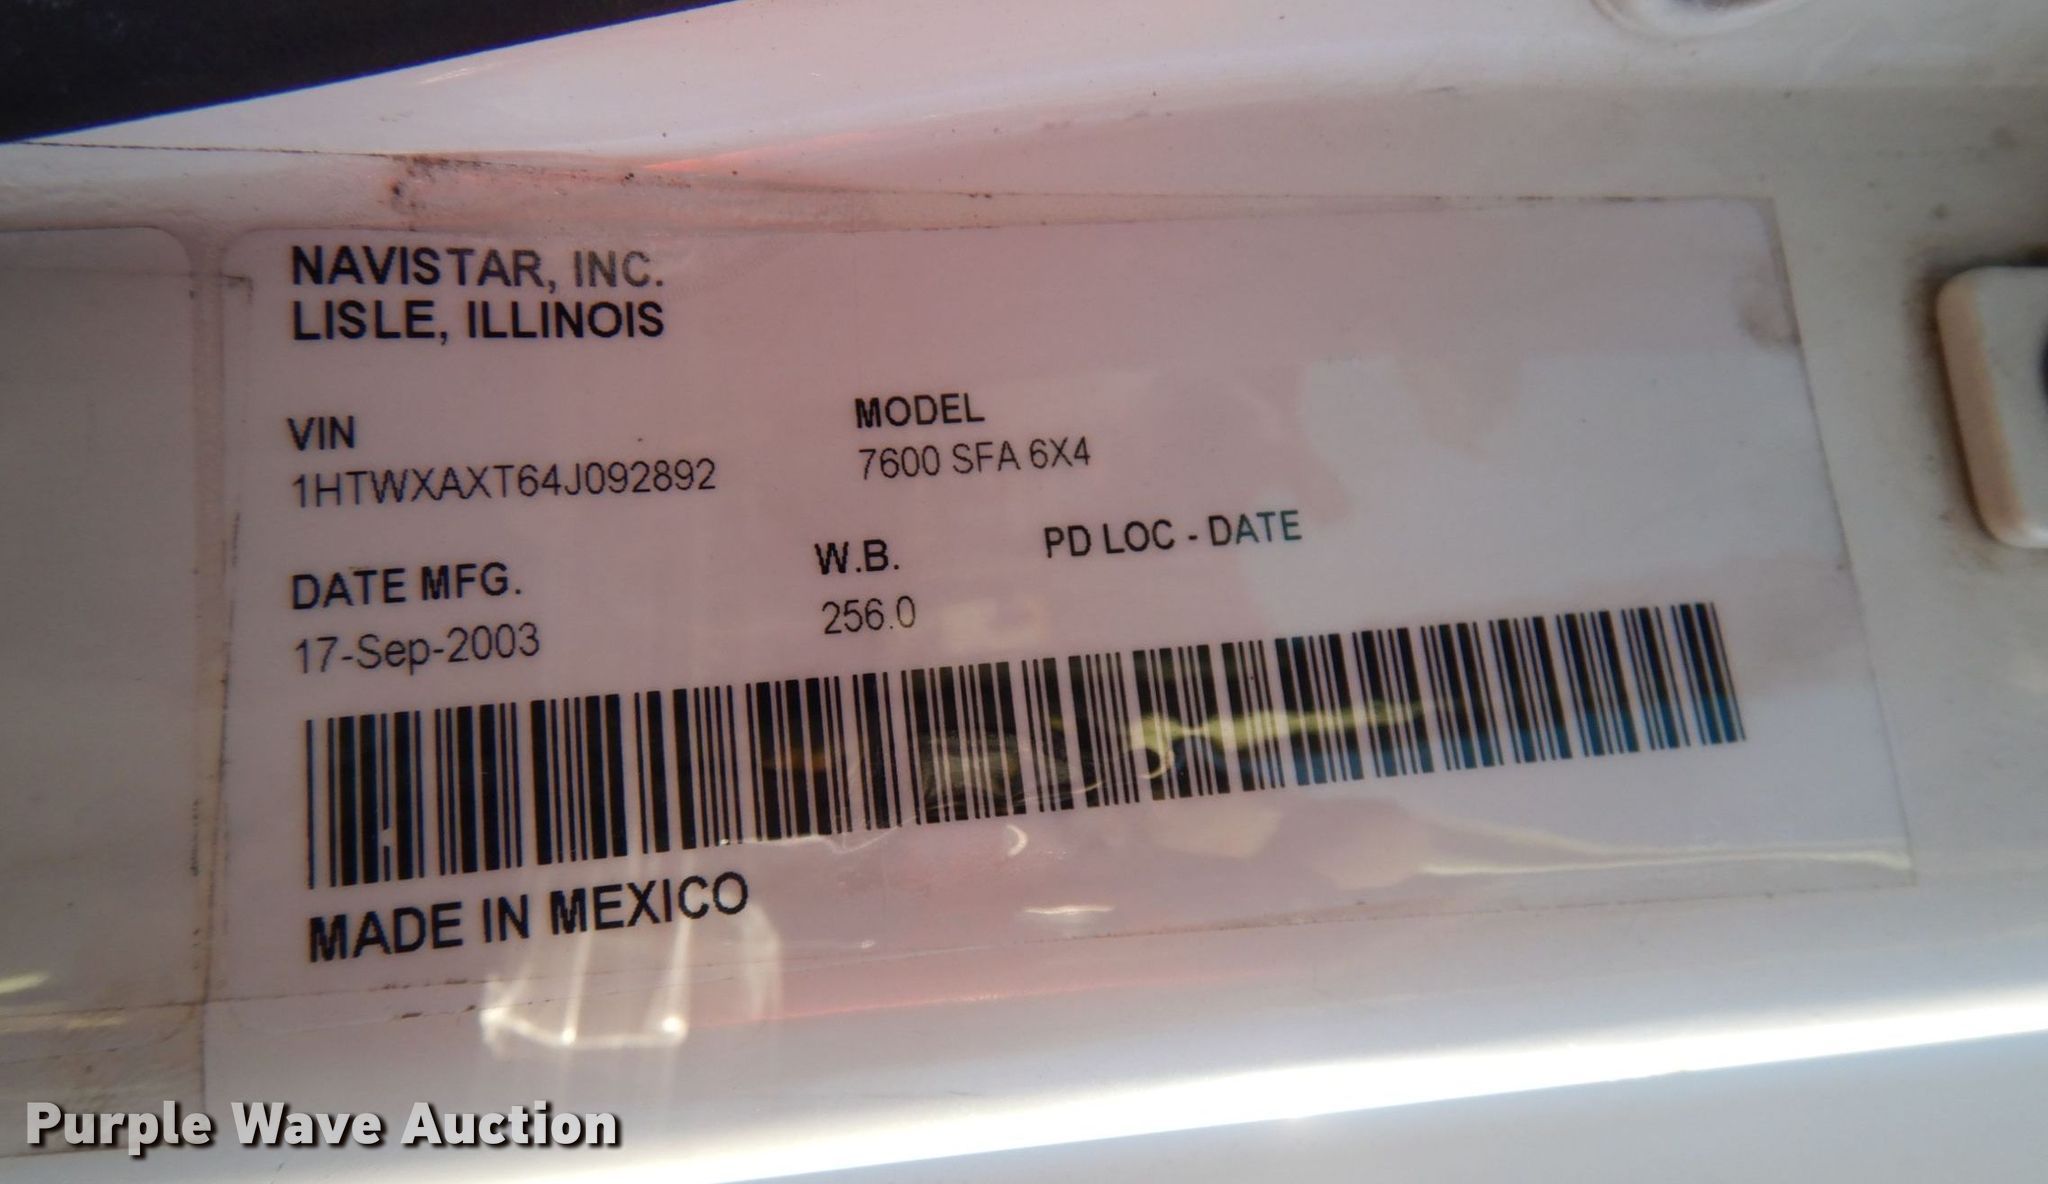 NAVISTAR, INC.
LISLE, ILLINOIS
VIN
1HTWXAXT64J092892
MODEL
7600 SFA 6X4
DATE MFG.
17-Sep-2003
W.B.
256.0
PD LOC - DATE
MADE IN MEXICO
Purple Wave Auction